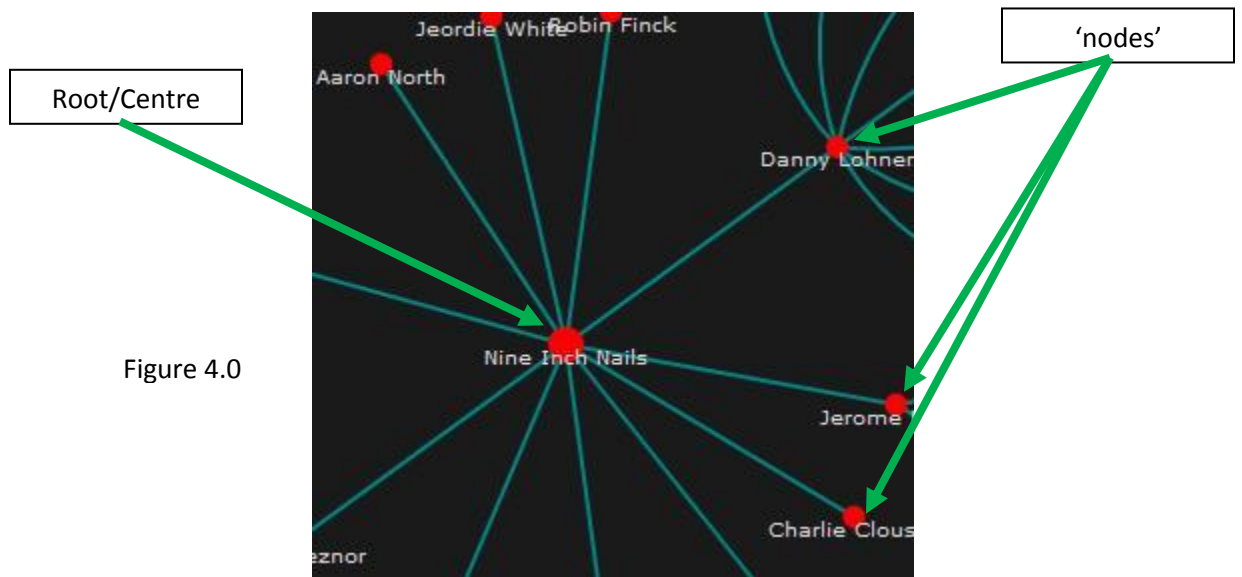 Jeordie White
Robin Finck
'nodes'
Aaron North
Root/Centre
Danny Lohner
Nine Inch Nails
Figure 4.0
Jerome
Charlie Clous
eznor